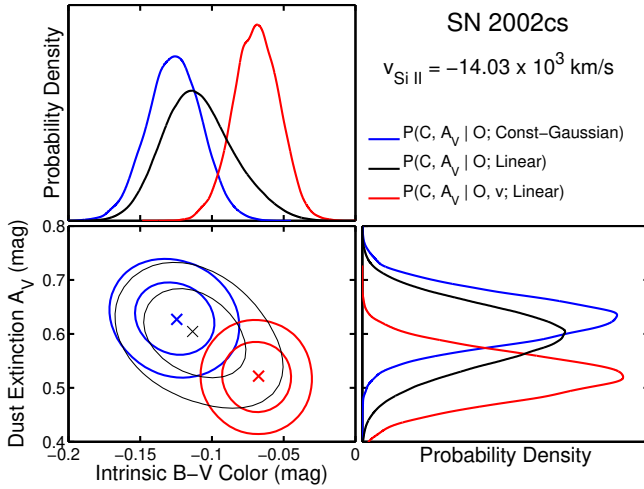 SN 2002cs
v_Si II = −14.03 x 10^3 km/s
P(C, A_V | O; Const−Gaussian)
P(C, A_V | O; Linear)
P(C, A_V | O, v; Linear)
Probability Density
Dust Extinction A_V (mag)
0.8
0.7
0.6
0.5
0.4
−0.2 −0.15 −0.1 −0.05 0
Intrinsic B−V Color (mag)
Probability Density